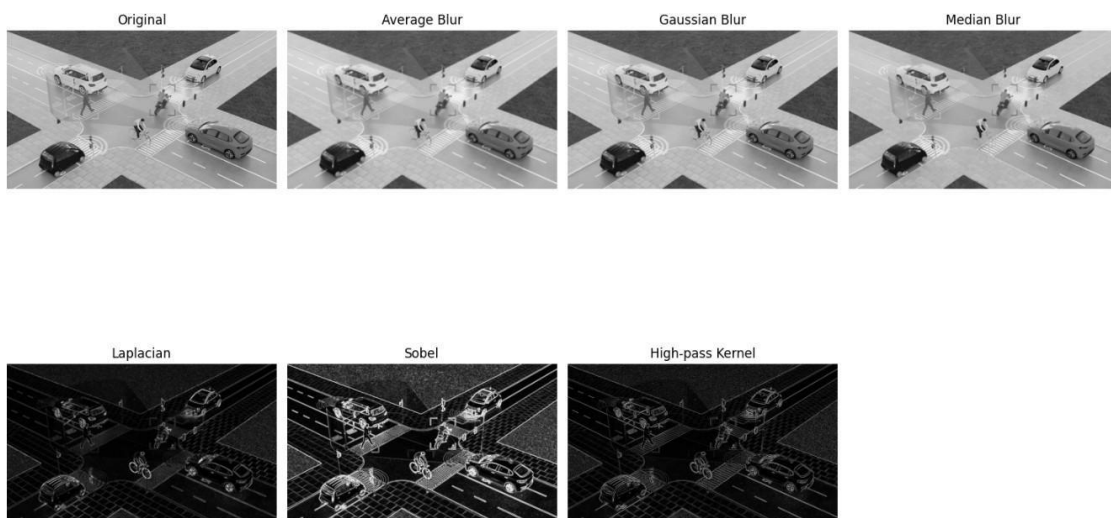 Original
Average Blur
Gaussian Blur
Median Blur
Laplacian
Sobel
High-pass Kernel